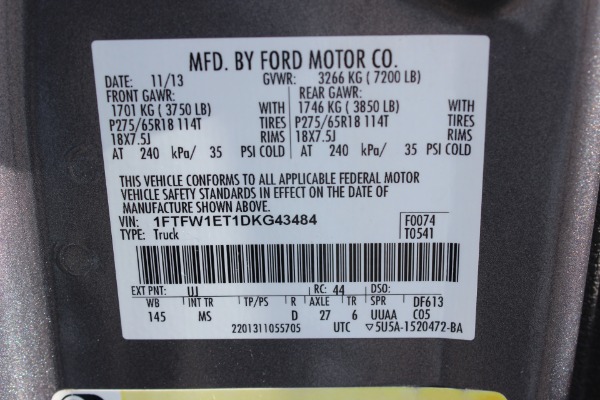 MFD. BY FORD MOTOR CO.
DATE: 11/13 GVWR: 3266 KG ( 7200 LB)
FRONT GAWR: REAR GAWR:
1701 KG ( 3750 LB) WITH 1746 KG ( 3850 LB) WITH
P275/65R18 114T TIRES P275/65R18 114T TIRES
18X7.5J RIMS 18X7.5J RIMS
AT 240 kPa/ 35 PSI COLD AT 240 kPa/ 35 PSI COLD
THIS VEHICLE CONFORMS TO ALL APPLICABLE FEDERAL MOTOR
VEHICLE SAFETY STANDARDS IN EFFECT ON THE DATE OF
MANUFACTURE SHOWN ABOVE.
VIN: 1FTFW1ET1DKG43484 F0074
TYPE: Truck T0541
EXT PNT: UJ RC: 44 DSO:
WB INT TR TP/PS R AXLE TR SPR DF613
145 MS D 27 6 UUAA C05
2201311055705 UTC ▽5U5A-1520472-BA